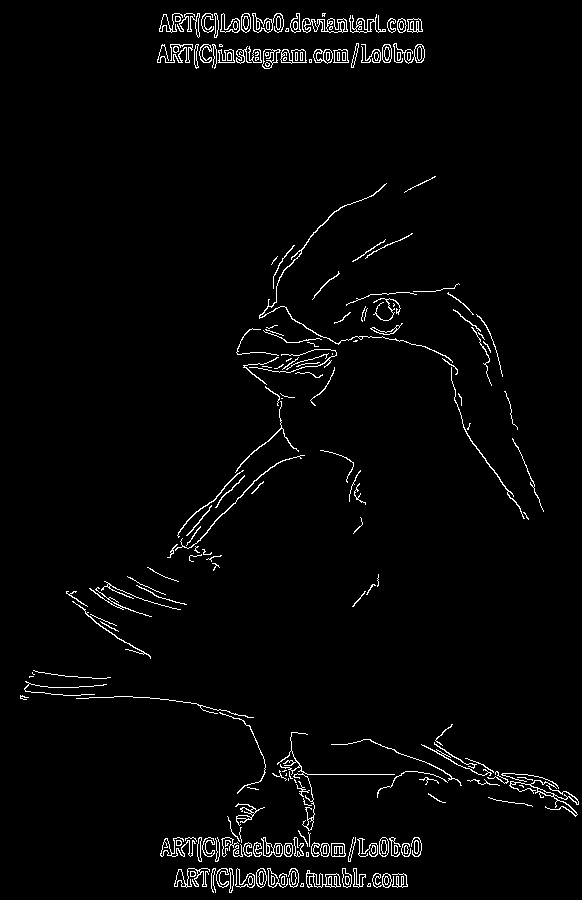 ART(C)Lo0bo0.deviantart.com
ART(C)instagram.com/Lo0bo0
ART(C)Facebook.com/Lo0bo0
ART(C)Lo0bo0.tumblr.com